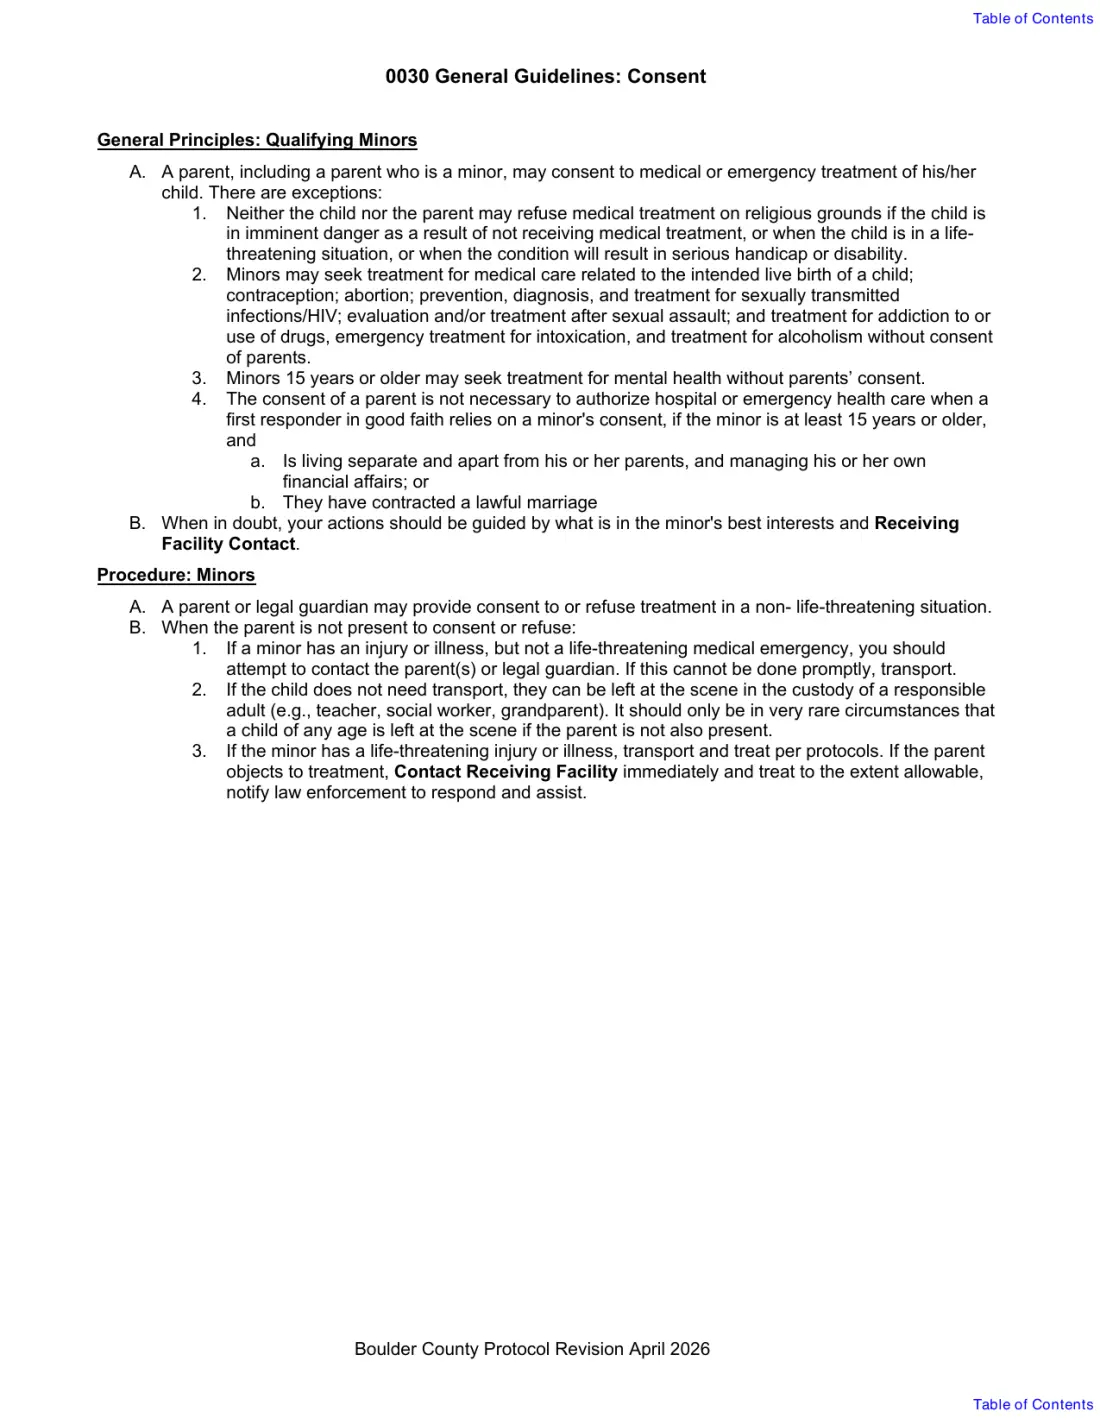 Table of Contents
0030 General Guidelines: Consent
General Principles: Qualifying Minors
A. A parent, including a parent who is a minor, may consent to medical or emergency treatment of his/her
child. There are exceptions:
1. Neither the child nor the parent may refuse medical treatment on religious grounds if the child is
in imminent danger as a result of not receiving medical treatment, or when the child is in a life-
threatening situation, or when the condition will result in serious handicap or disability.
2. Minors may seek treatment for medical care related to the intended live birth of a child;
contraception; abortion; prevention, diagnosis, and treatment for sexually transmitted
infections/HIV; evaluation and/or treatment after sexual assault; and treatment for addiction to or
use of drugs, emergency treatment for intoxication, and treatment for alcoholism without consent
of parents.
3. Minors 15 years or older may seek treatment for mental health without parents’ consent.
4. The consent of a parent is not necessary to authorize hospital or emergency health care when a
first responder in good faith relies on a minor's consent, if the minor is at least 15 years or older,
and
a. Is living separate and apart from his or her parents, and managing his or her own
financial affairs; or
b. They have contracted a lawful marriage
B. When in doubt, your actions should be guided by what is in the minor's best interests and Receiving
Facility Contact.
Procedure: Minors
A. A parent or legal guardian may provide consent to or refuse treatment in a non- life-threatening situation.
B. When the parent is not present to consent or refuse:
1. If a minor has an injury or illness, but not a life-threatening medical emergency, you should
attempt to contact the parent(s) or legal guardian. If this cannot be done promptly, transport.
2. If the child does not need transport, they can be left at the scene in the custody of a responsible
adult (e.g., teacher, social worker, grandparent). It should only be in very rare circumstances that
a child of any age is left at the scene if the parent is not also present.
3. If the minor has a life-threatening injury or illness, transport and treat per protocols. If the parent
objects to treatment, Contact Receiving Facility immediately and treat to the extent allowable,
notify law enforcement to respond and assist.
Boulder County Protocol Revision April 2026
Table of Contents